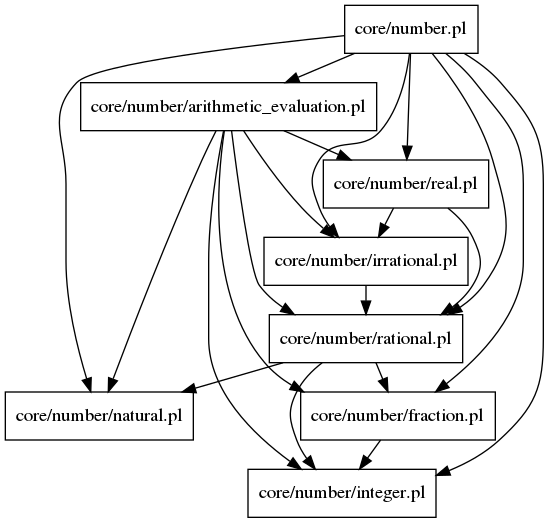 core/number.pl
core/number/arithmetic_evaluation.pl
core/number/real.pl
core/number/irrational.pl
core/number/rational.pl
core/number/natural.pl
core/number/fraction.pl
core/number/integer.pl